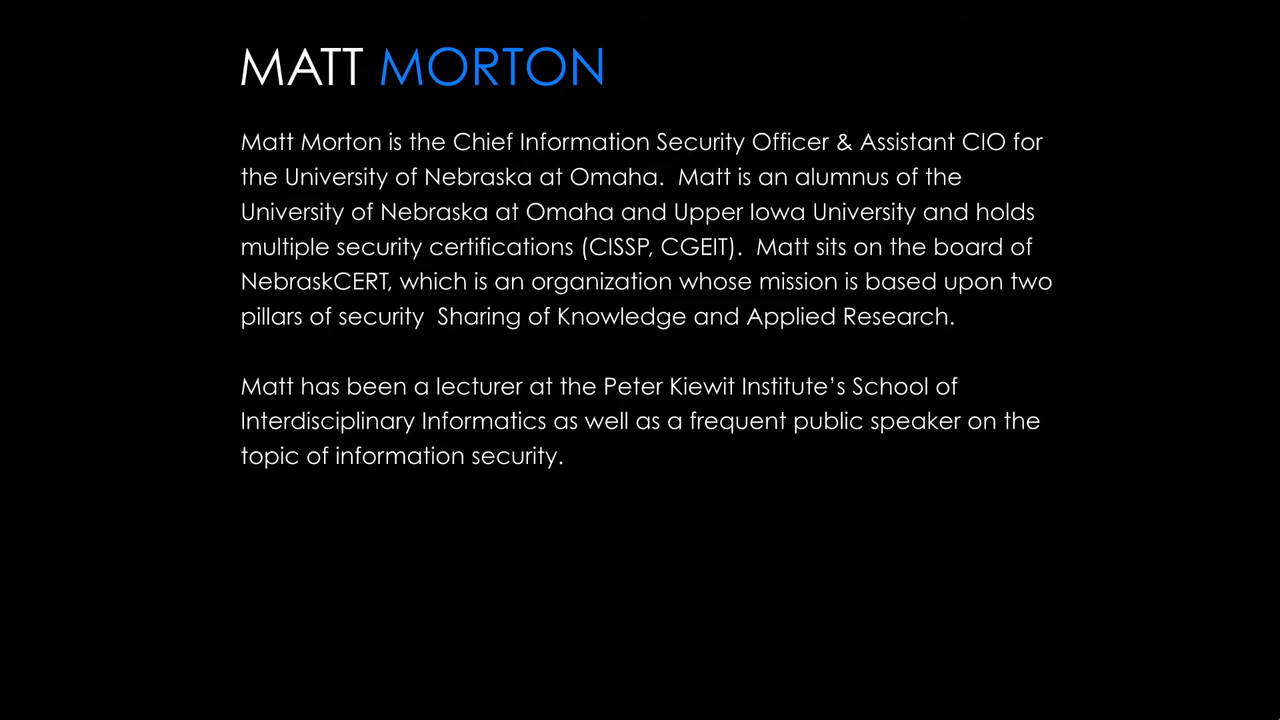 MATT MORTON
Matt Morton is the Chief Information Security Officer & Assistant CIO for
the University of Nebraska at Omaha.  Matt is an alumnus of the
University of Nebraska at Omaha and Upper Iowa University and holds
multiple security certifications (CISSP, CGEIT).  Matt sits on the board of
NebraskCERT, which is an organization whose mission is based upon two
pillars of security  Sharing of Knowledge and Applied Research.
Matt has been a lecturer at the Peter Kiewit Institute’s School of
Interdisciplinary Informatics as well as a frequent public speaker on the
topic of information security.